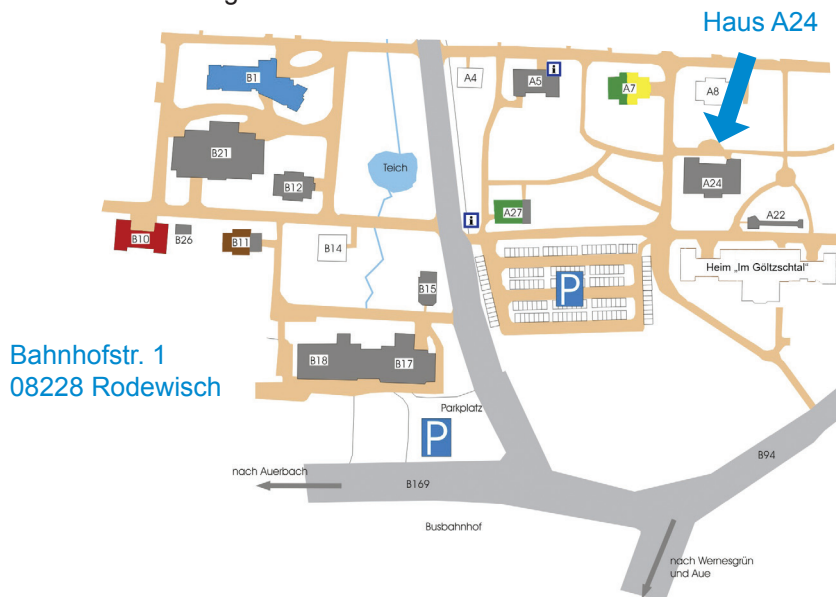 Haus A24
B1
A4
i
A5
A7
A8
B21
B12
Teich
A24
A27
i
A22
B10
B26
B11
B14
B15
P
Heim „Im Göltzschtal“
Bahnhofstr. 1
08228 Rodewisch
B18
B17
Parkplatz
P
nach Auerbach
B169
B94
Busbahnhof
nach Wernesgrün
und Aue